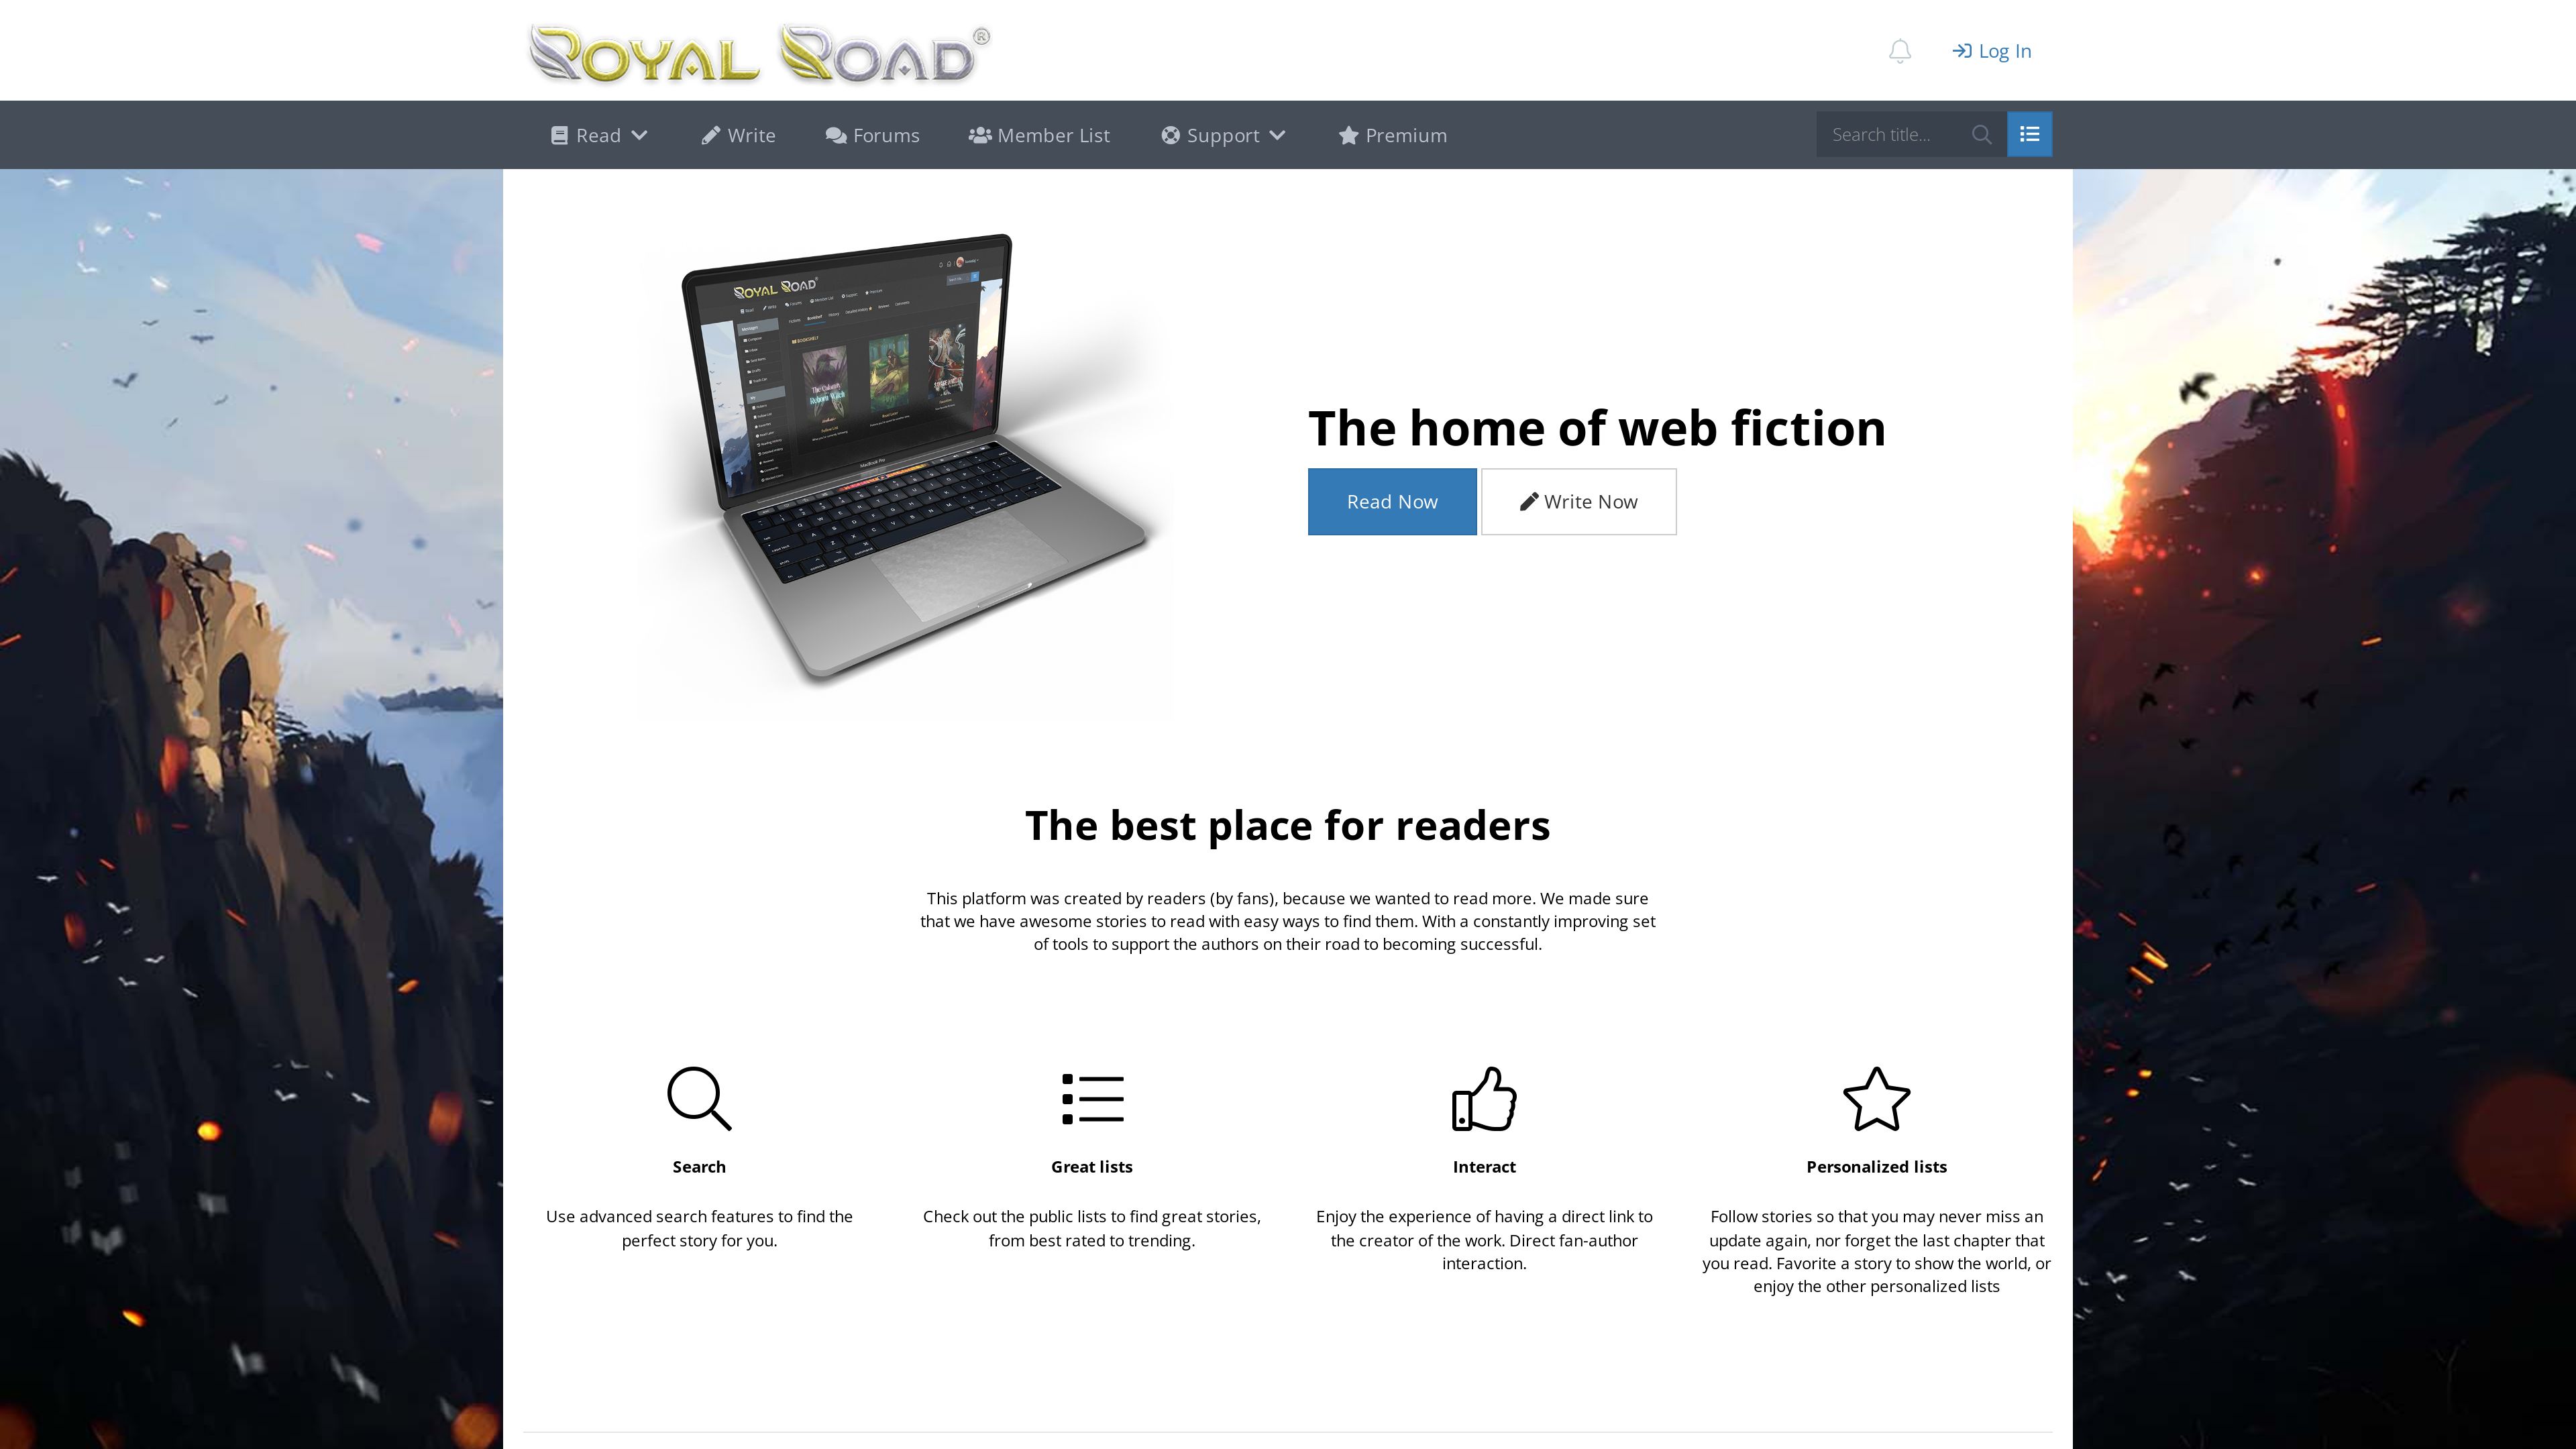 ROYAL ROAD®
Log In
Read
Write
Forums
Member List
Support
Premium
Search title...
ROYAL ROAD
MacBook Pro
The home of web fiction
Read Now
Write Now
The best place for readers
This platform was created by readers (by fans), because we wanted to read more. We made sure
that we have awesome stories to read with easy ways to find them. With a constantly improving set
of tools to support the authors on their road to becoming successful.
Search
Use advanced search features to find the
perfect story for you.
Great lists
Check out the public lists to find great stories,
from best rated to trending.
Interact
Enjoy the experience of having a direct link to
the creator of the work. Direct fan-author
interaction.
Personalized lists
Follow stories so that you may never miss an
update again, nor forget the last chapter that
you read. Favorite a story to show the world, or
enjoy the other personalized lists